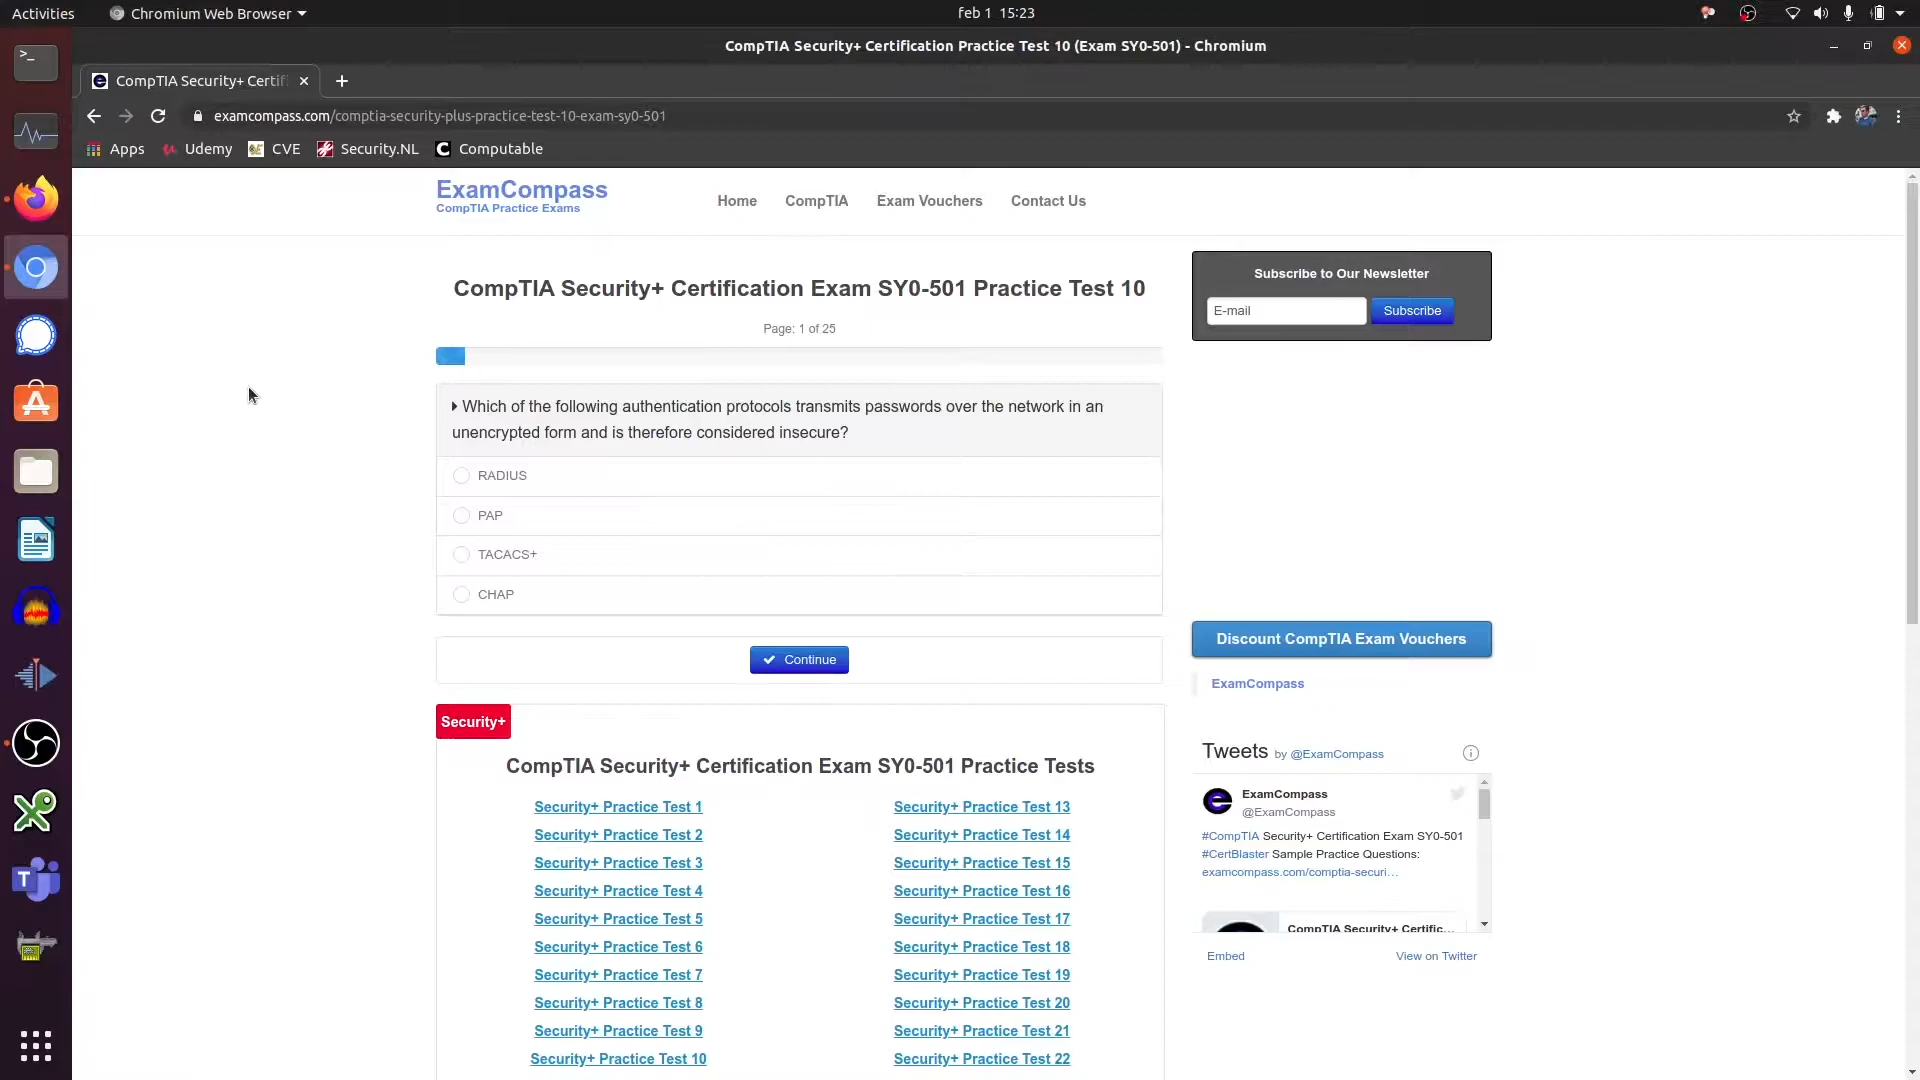 Activities
Chromium Web Browser
feb 1 15:23
CompTIA Security+ Certification Practice Test 10 (Exam SY0-501) - Chromium
CompTIA Security+ Certif
examcompass.com/comptia-security-plus-practice-test-10-exam-sy0-501
Apps
Udemy
CVE
Security.NL
Computable
ExamCompass
CompTIA Practice Exams
Home
CompTIA
Exam Vouchers
Contact Us
CompTIA Security+ Certification Exam SY0-501 Practice Test 10
Page: 1 of 25
Which of the following authentication protocols transmits passwords over the network in an
unencrypted form and is therefore considered insecure?
RADIUS
PAP
TACACS+
CHAP
Continue
Security+
CompTIA Security+ Certification Exam SY0-501 Practice Tests
Security+ Practice Test 1
Security+ Practice Test 2
Security+ Practice Test 3
Security+ Practice Test 4
Security+ Practice Test 5
Security+ Practice Test 6
Security+ Practice Test 7
Security+ Practice Test 8
Security+ Practice Test 9
Security+ Practice Test 10
Security+ Practice Test 13
Security+ Practice Test 14
Security+ Practice Test 15
Security+ Practice Test 16
Security+ Practice Test 17
Security+ Practice Test 18
Security+ Practice Test 19
Security+ Practice Test 20
Security+ Practice Test 21
Security+ Practice Test 22
Subscribe to Our Newsletter
E-mail
Subscribe
Discount CompTIA Exam Vouchers
ExamCompass
Tweets by @ExamCompass
ExamCompass
@ExamCompass
#CompTIA Security+ Certification Exam SY0-501
#CertBlaster Sample Practice Questions:
examcompass.com/comptia-securi…
CompTIA Security+ Certific...
Embed
View on Twitter